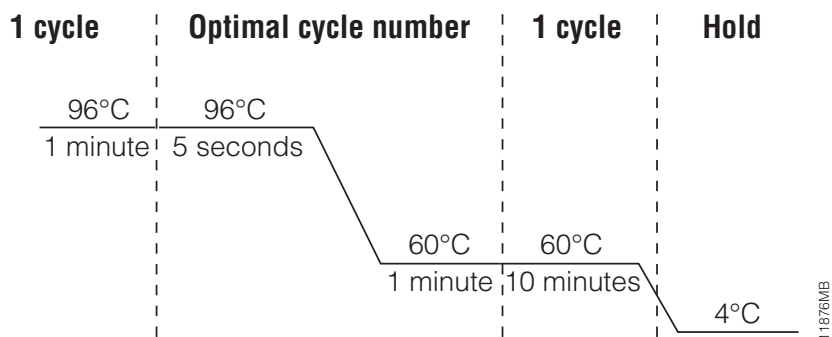 1 cycle Optimal cycle number 1 cycle Hold
96°C 96°C
1 minute 5 seconds
60°C 60°C
1 minute 10 minutes
4°C
11876MB